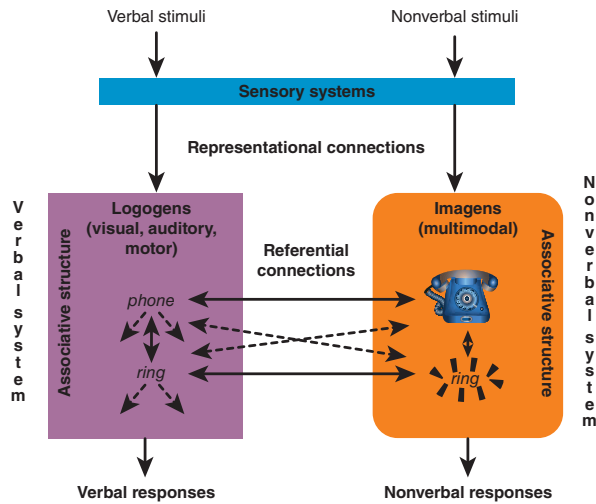 Verbal stimuli
Nonverbal stimuli
Sensory systems
Representational connections
Verbal system
Associative structure
Logogens
(visual, auditory,
motor)
phone
ring
Referential
connections
Imagens
(multimodal)
ring
Associative structure
Nonverbal system
Verbal responses
Nonverbal responses